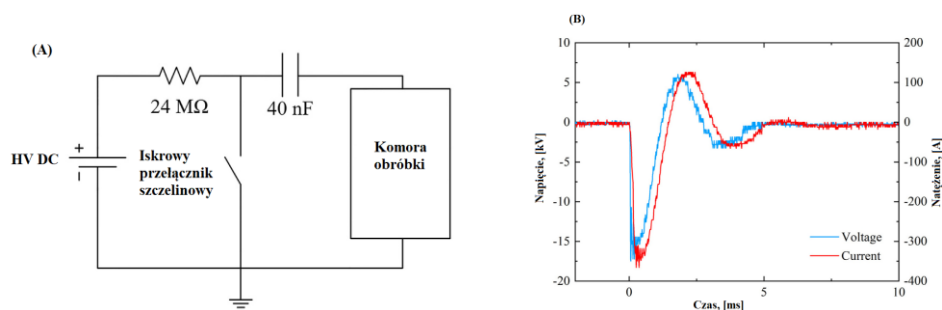 (A)
24 MΩ
40 nF
HV DC
+
Iskrowy
przełącznik
szczelinowy
Komora
obróbki
(B)
Napięcie, [kV]
10
5
0
-5
-10
-15
-20
200
100
0
-100
-200
-300
-400
Natężenie, [A]
Voltage
Current
0
5
10
Czas, [ms]